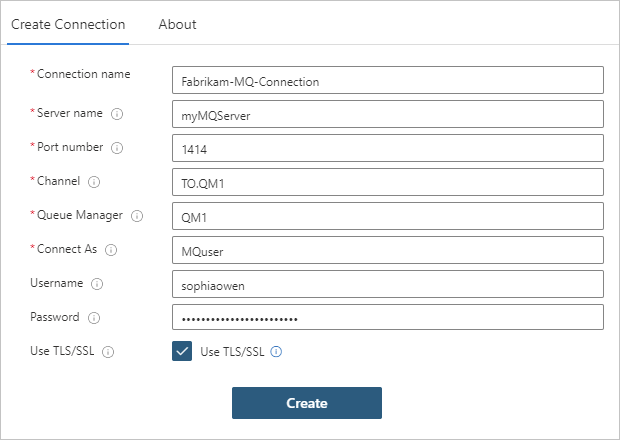 Create Connection About
*Connection name Fabrikam-MQ-Connection
*Server name myMQServer
*Port number 1414
*Channel TO.QM1
*Queue Manager QM1
*Connect As MQuser
Username sophiaowen
Password ••••••••••••••••••••••••
Use TLS/SSL Use TLS/SSL
Create